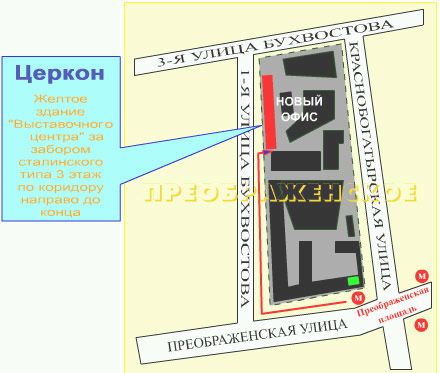 3-Я УЛИЦА БУХВОСТОВА
Церкон
Желтое
здание
"Выставочного
центра" за
забором
сталинского
типа 3 этаж
по коридору
направо до
конца
1-Я УЛИЦА БУХВОСТОВА
НОВЫЙ
ОФИС
КРАСНОБОГАТЫРСКАЯ УЛИЦА
ПРЕОБРАЖЕНСКОЕ
М
М
Преображенская
площадь
М
ПРЕОБРАЖЕНСКАЯ УЛИЦА